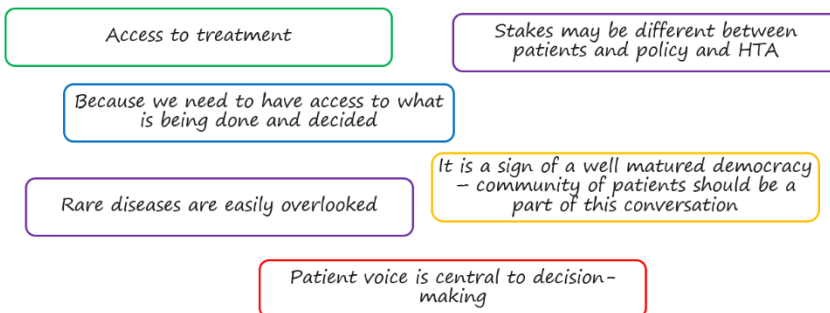 Access to treatment
Stakes may be different between
patients and policy and HTA
Because we need to have access to what
is being done and decided
It is a sign of a well matured democracy
– community of patients should be a
part of this conversation
Rare diseases are easily overlooked
Patient voice is central to decision-
making